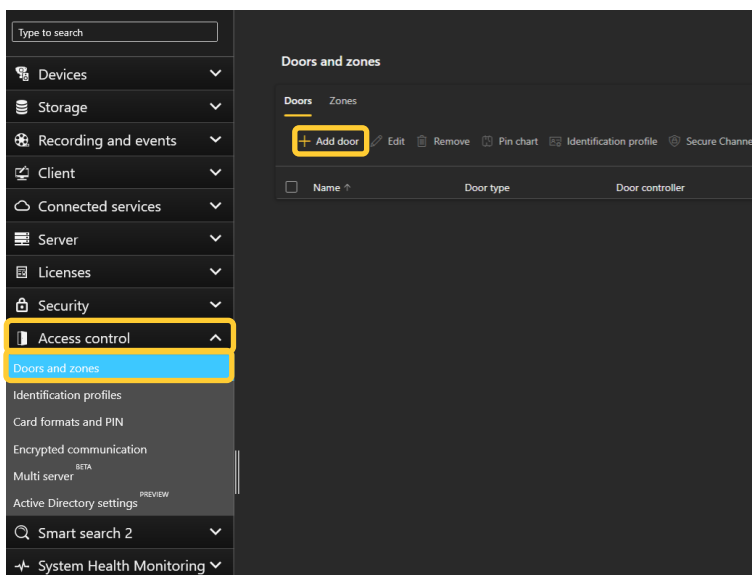 Type to search
Devices
Storage
Recording and events
Client
Connected services
Server
Licenses
Security
Access control
Doors and zones
Identification profiles
Card formats and PIN
Encrypted communication
Multi server BETA
Active Directory settings PREVIEW
Smart search 2
System Health Monitoring
Doors and zones
Doors Zones
+ Add door Edit Remove Pin chart Identification profile Secure Channe
Name ↑ Door type Door controller